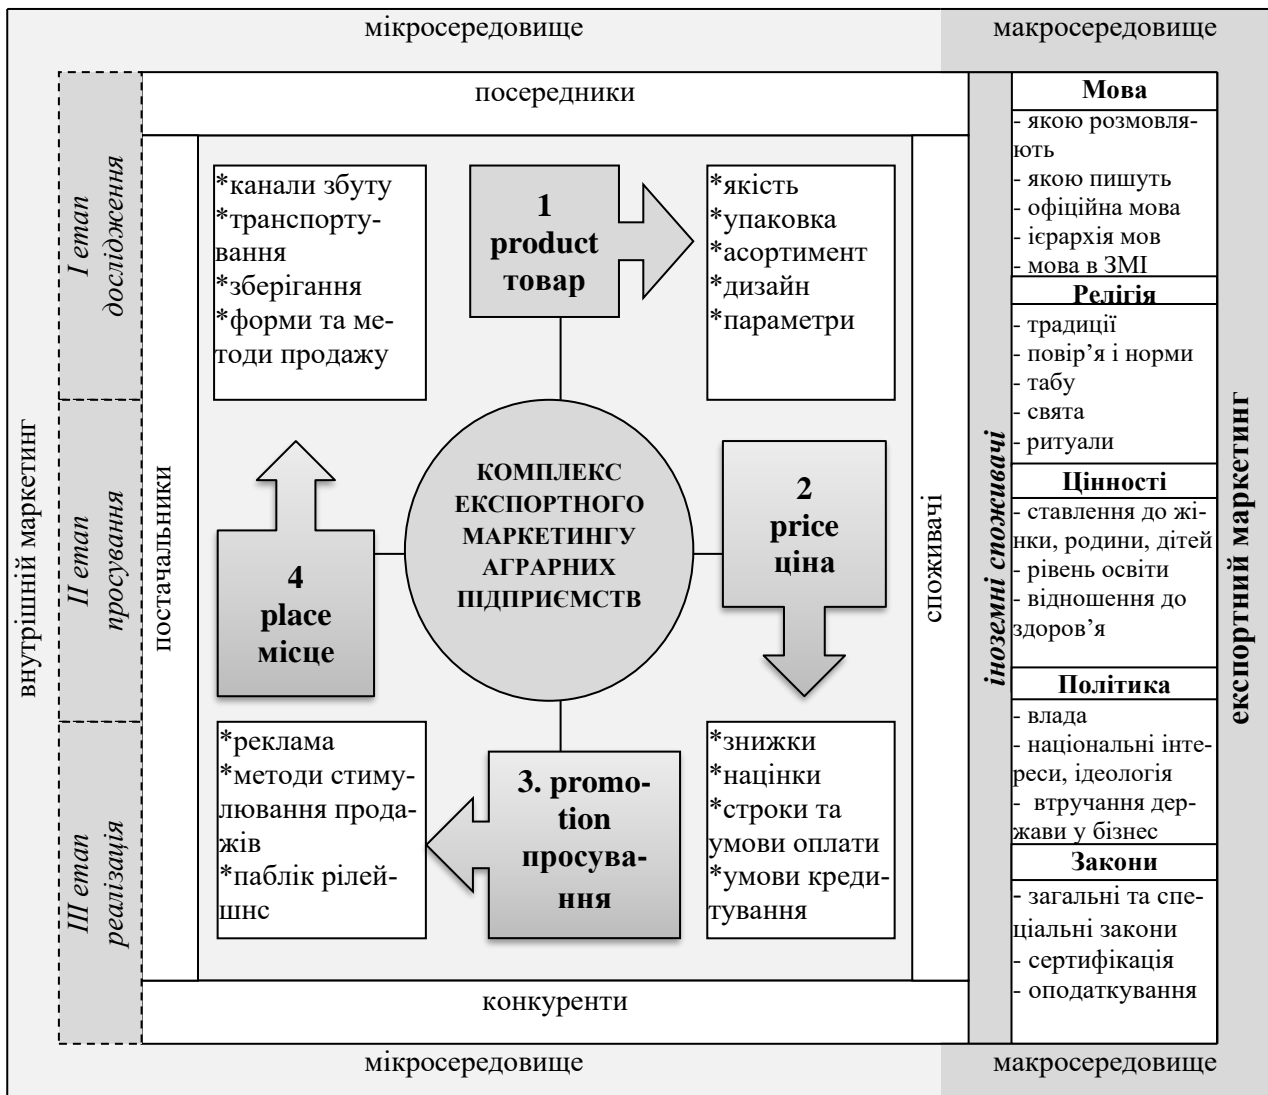 мікросередовище
макросередовище
внутрішній маркетинг
І етап
дослідження
ІІ етап
просування
ІІІ етап
реалізація
посередники
постачальники
*канали збуту
*транспорту-
вання
*зберігання
*форми та ме-
тоди продажу
1
product
товар
*якість
*упаковка
*асортимент
*дизайн
*параметри
КОМПЛЕКС
ЕКСПОРТНОГО
МАРКЕТИНГУ
АГРАРНИХ
ПІДПРИЄМСТВ
2
price
ціна
4
place
місце
*реклама
*методи стиму-
лювання прода-
жів
*паблік рілей-
шнс
3. promo-
tion
просува-
ння
*знижки
*націнки
*строки та
умови оплати
*умови креди-
тування
споживачі
конкуренти
іноземні споживачі
Мова
- якою розмовля-
ють
- якою пишуть
- офіційна мова
- ієрархія мов
- мова в ЗМІ
Релігія
- традиції
- повір’я і норми
- табу
- свята
- ритуали
Цінності
- ставлення до жі-
нки, родини, дітей
- рівень освіти
- відношення до
здоров’я
Політика
- влада
- національні інте-
реси, ідеологія
- втручання дер-
жави у бізнес
Закони
- загальні та спе-
ціальні закони
- сертифікація
- оподаткування
експортний маркетинг
мікросередовище
макросередовище